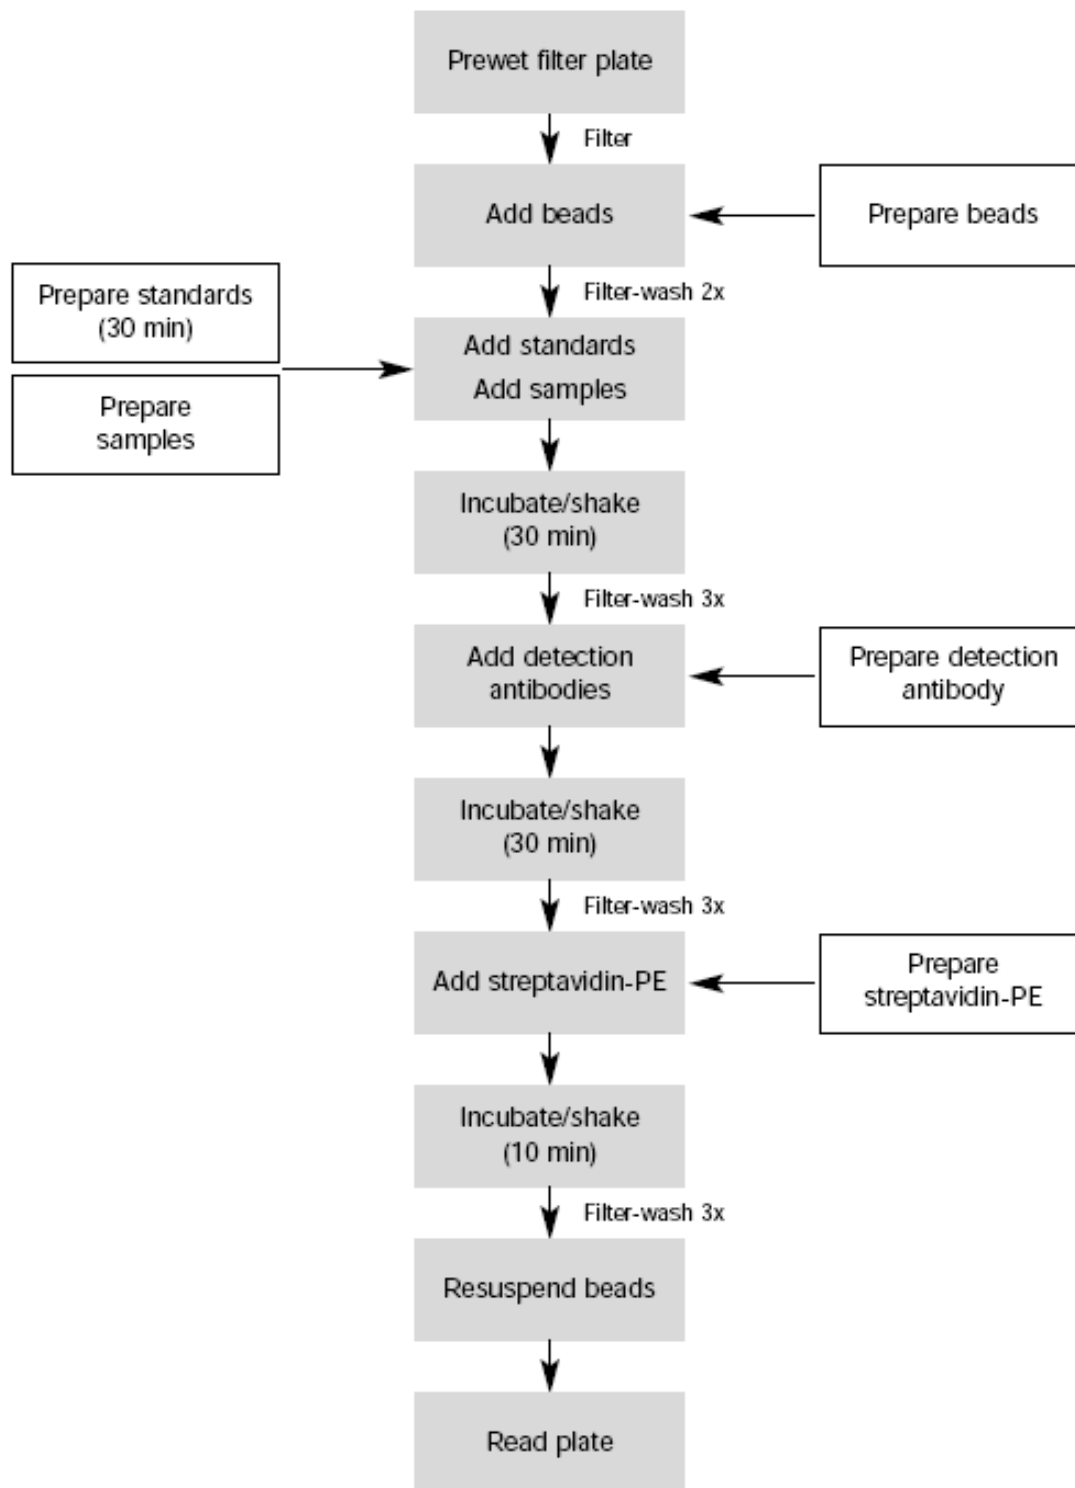 Prewet filter plate
Filter
Add beads
Prepare beads
Filter-wash 2x
Prepare standards
(30 min)
Prepare
samples
Add standards
Add samples
Incubate/shake
(30 min)
Filter-wash 3x
Add detection
antibodies
Prepare detection
antibody
Incubate/shake
(30 min)
Filter-wash 3x
Add streptavidin-PE
Prepare
streptavidin-PE
Incubate/shake
(10 min)
Filter-wash 3x
Resuspend beads
Read plate